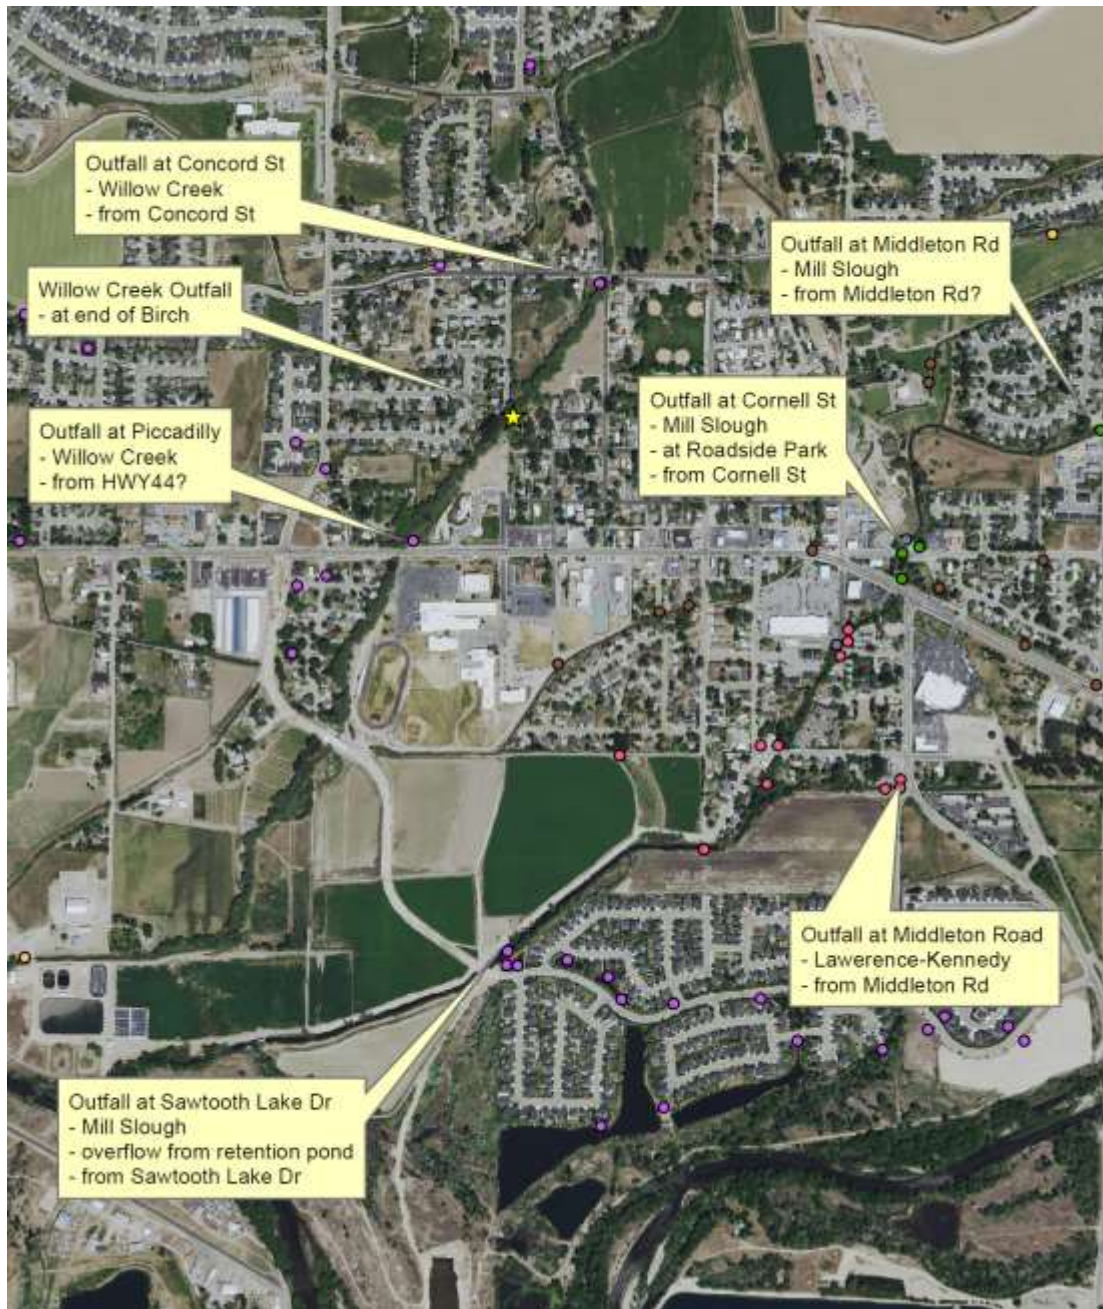 Outfall at Concord St
- Willow Creek
- from Concord St
Willow Creek Outfall
- at end of Birch
Outfall at Piccadilly
- Willow Creek
- from HWY44?
Outfall at Middleton Rd
- Mill Slough
- from Middleton Rd?
Outfall at Cornell St
- Mill Slough
- at Roadside Park
- from Cornell St
Outfall at Middleton Road
- Lawerence-Kennedy
- from Middleton Rd
Outfall at Sawtooth Lake Dr
- Mill Slough
- overflow from retention pond
- from Sawtooth Lake Dr